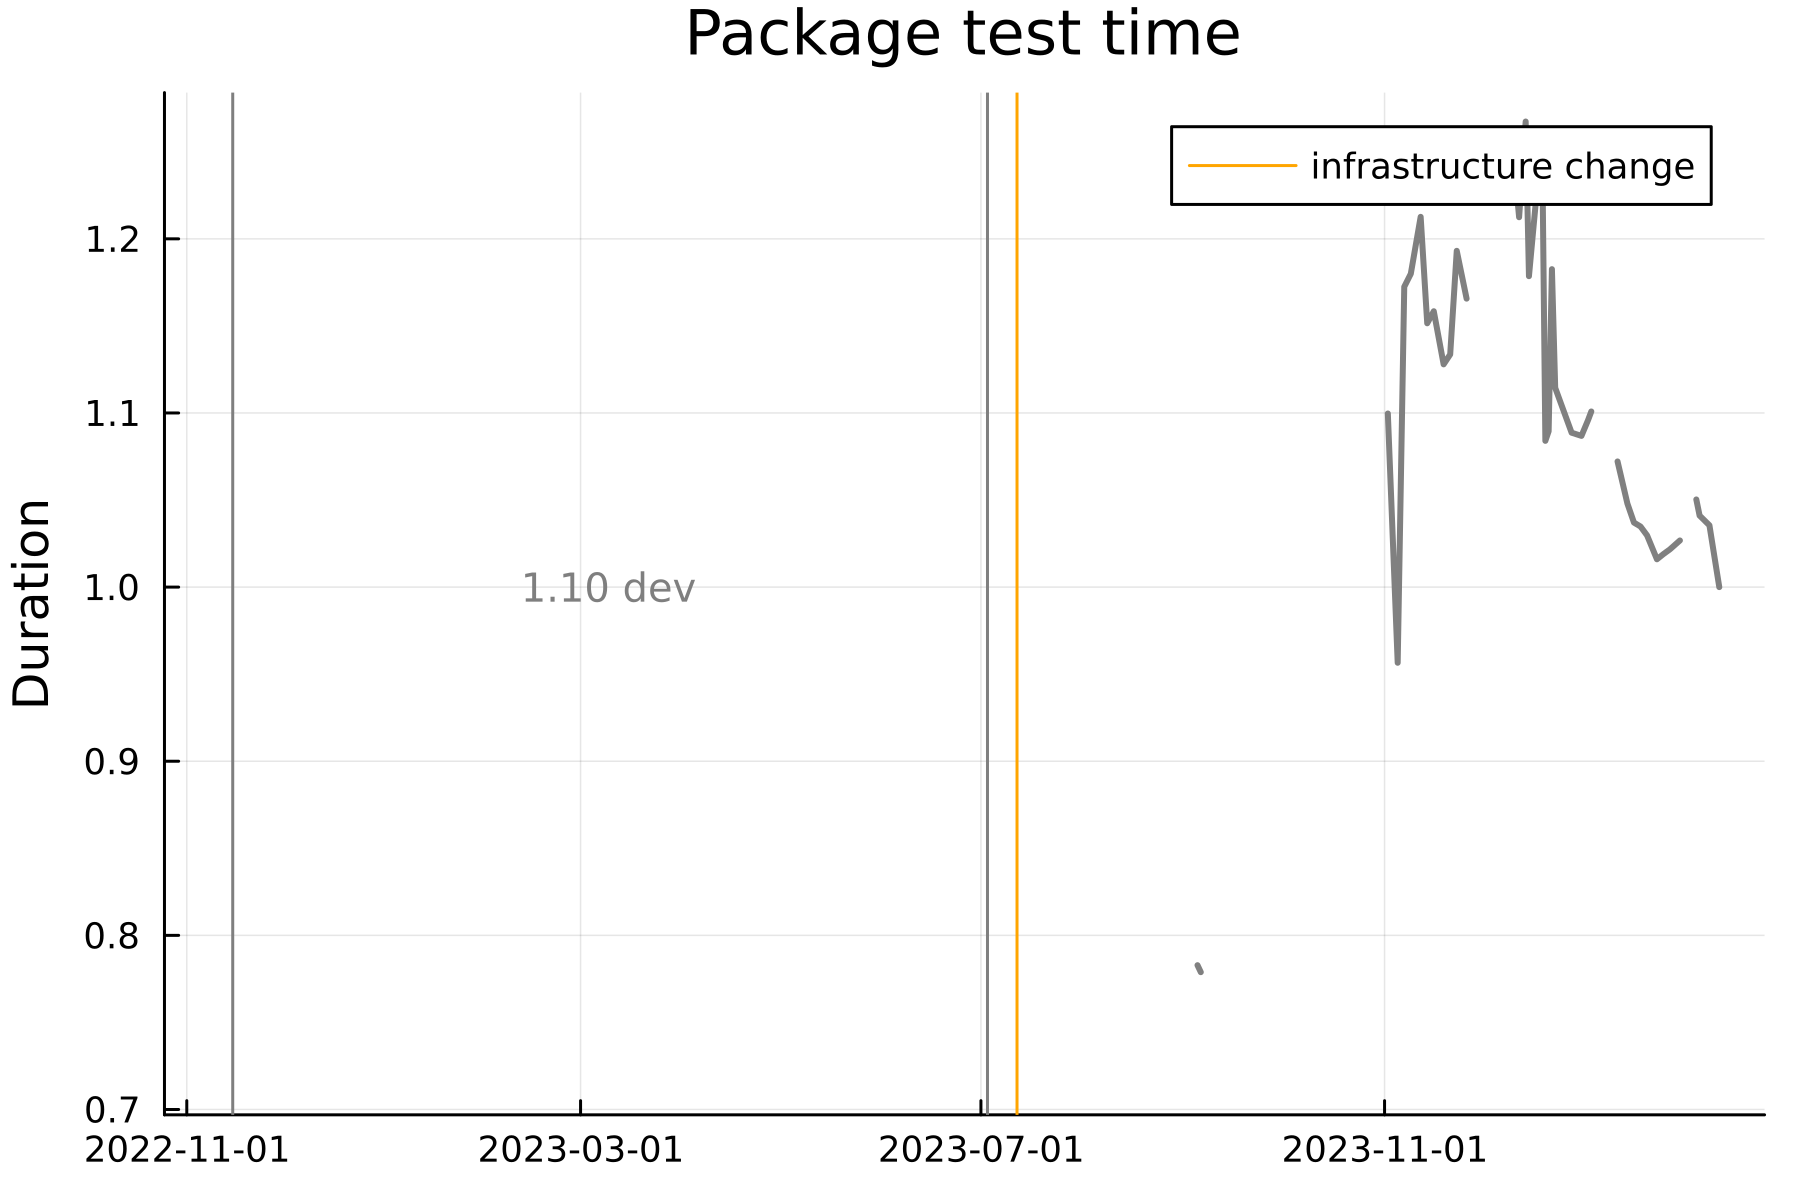 Package test time
infrastructure change
Duration
1.2
1.1
1.0
0.9
0.8
0.7
1.10 dev
2022-11-01
2023-03-01
2023-07-01
2023-11-01